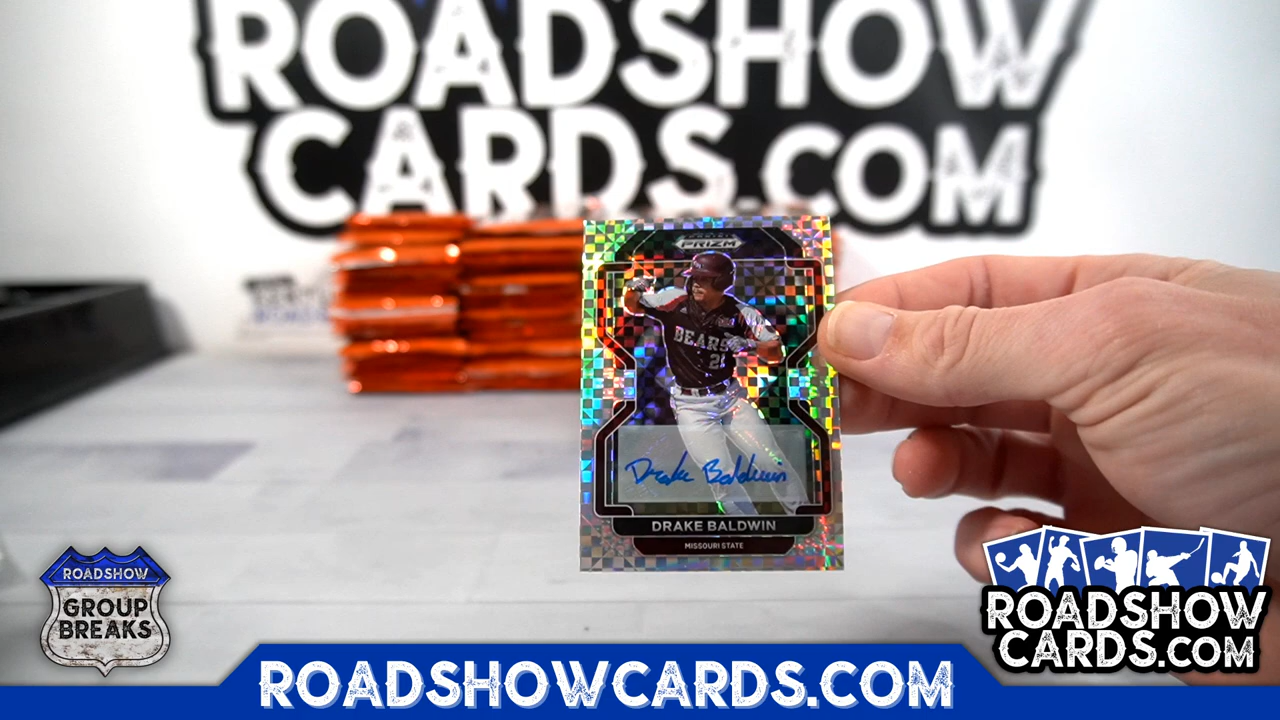 ROADSHOW
CARDS.COM
PRIZM
BEARS
21
Drake Baldwin
DRAKE BALDWIN
MISSOURI STATE
ROADSHOW
GROUP
BREAKS
ROADSHOW
CARDS.COM
ROADSHOWCARDS.COM